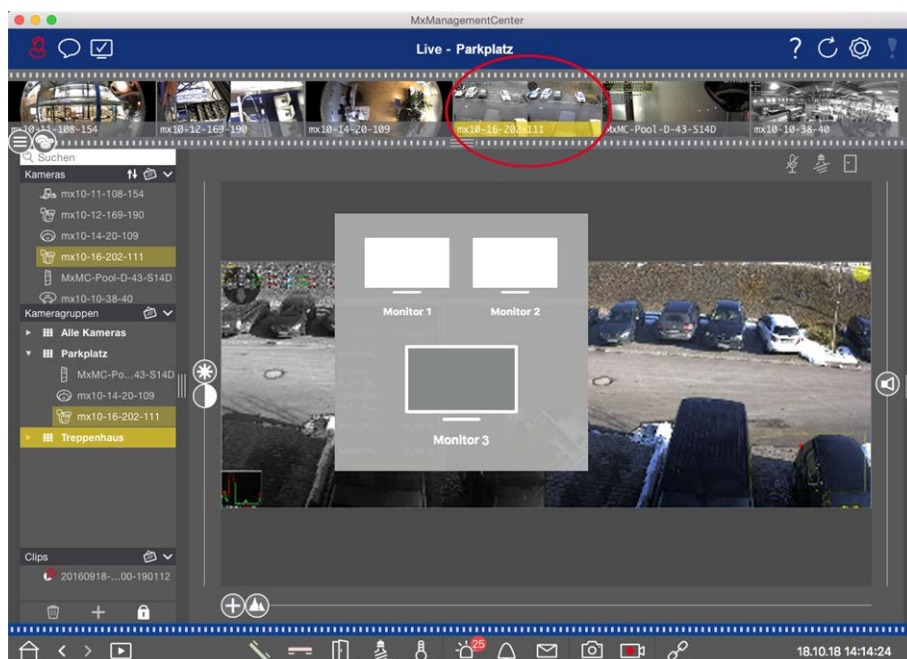 MxManagementCenter
Live - Parkplatz
?
mx10-11-108-154
mx10-12-169-190
mx10-14-20-109
mx10-16-202-111
MxMC-Pool-D-43-S14D
mx10-10-38-40
Suchen
Kameras
mx10-11-108-154
mx10-12-169-190
mx10-14-20-109
mx10-16-202-111
MxMC-Pool-D-43-S14D
mx10-10-38-40
Kameragruppen
Alle Kameras
Parkplatz
MxMC-Po...43-S14D
mx10-14-20-109
mx10-16-202-111
Treppenhaus
Monitor 1
Monitor 2
Monitor 3
Clips
20160918-...00-190112
25
18.10.18 14:14:24